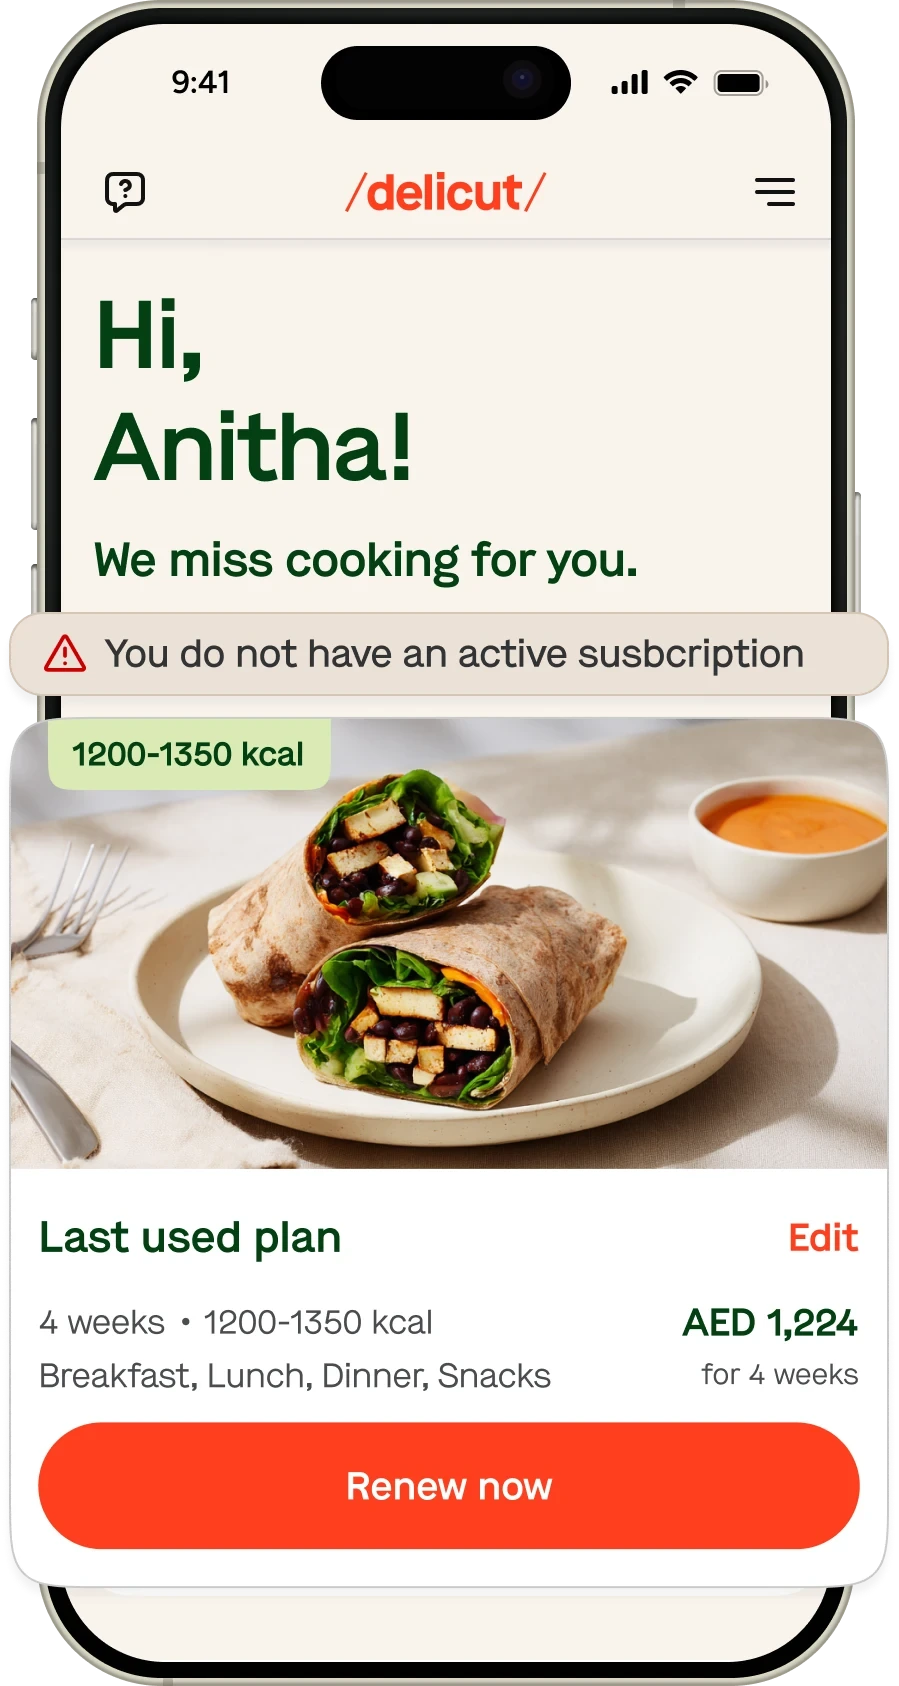 9:41
/delicut/
Hi,
Anitha!
We miss cooking for you.
You do not have an active susbcription
1200-1350 kcal
Last used plan
Edit
4 weeks • 1200-1350 kcal
AED 1,224
Breakfast, Lunch, Dinner, Snacks
for 4 weeks
Renew now